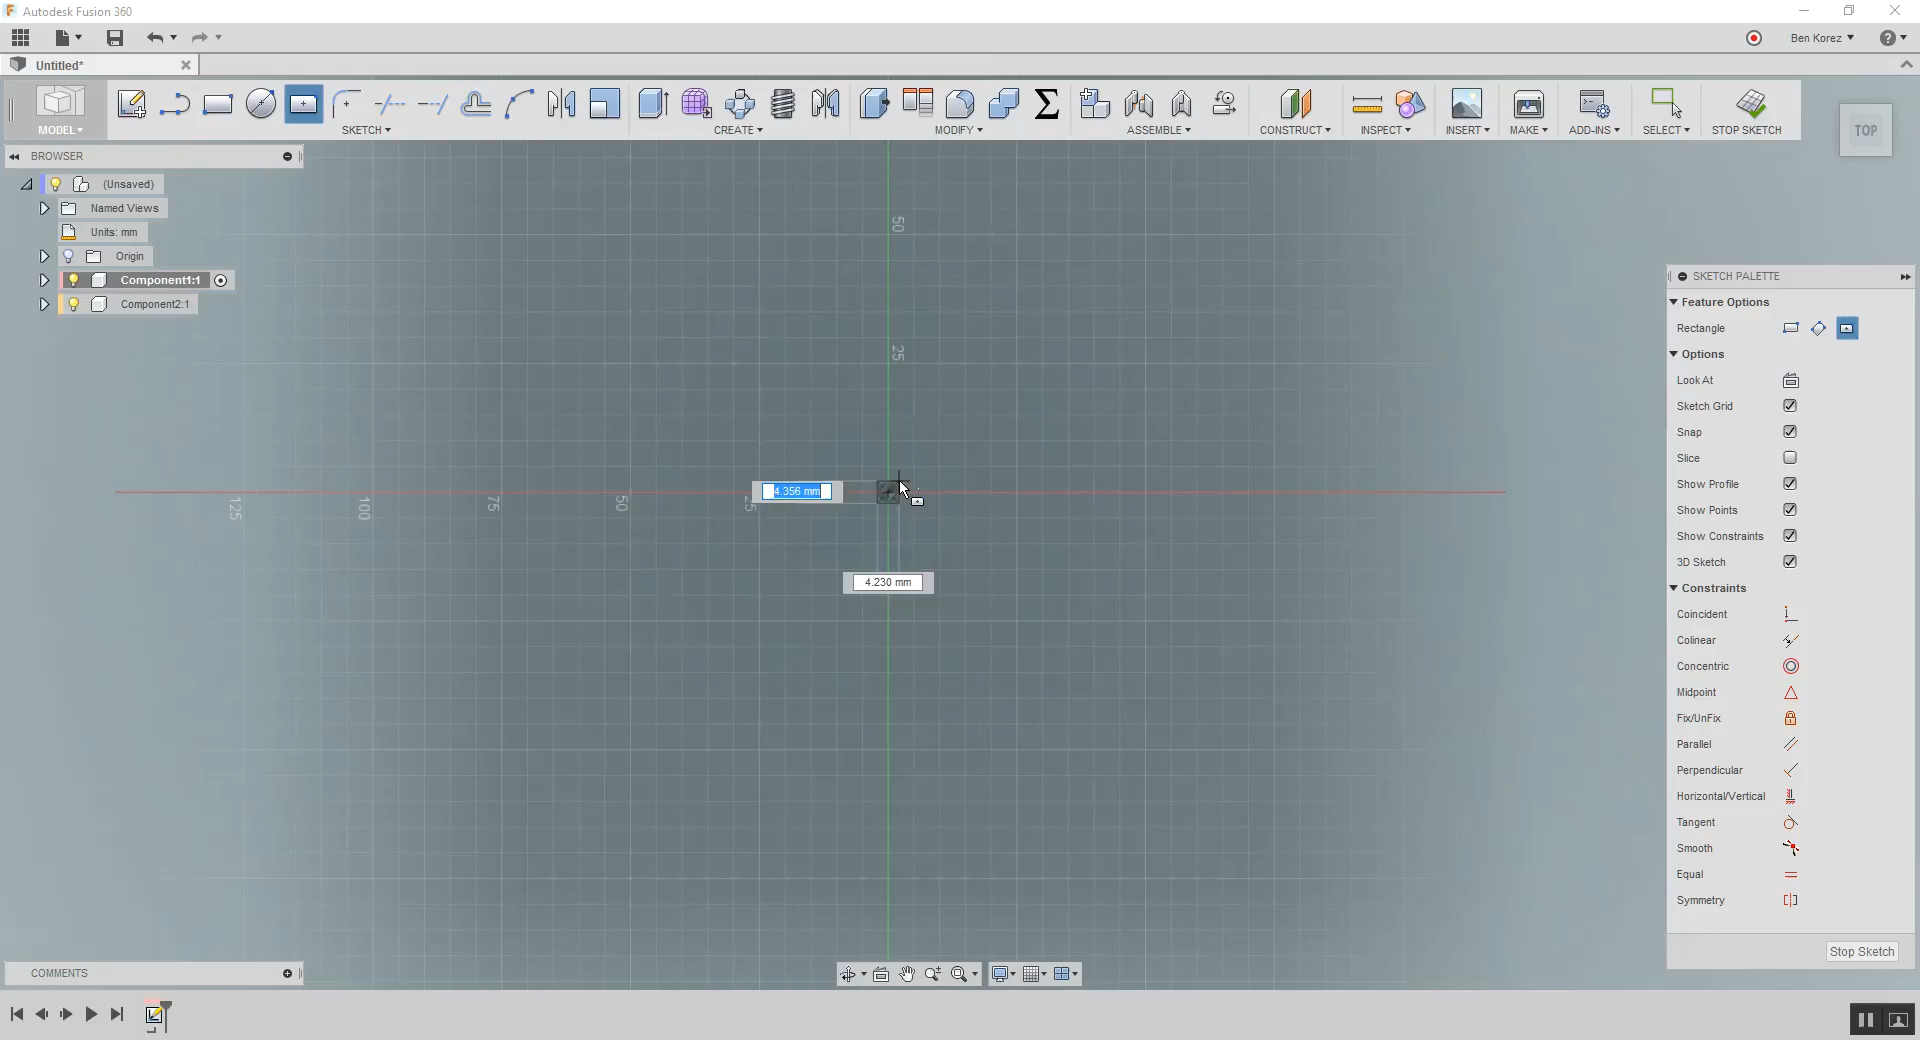 Autodesk Fusion 360
Ben Korez
Untitled*
MODEL
SKETCH
CREATE
MODIFY
ASSEMBLE
CONSTRUCT
INSPECT
INSERT
MAKE
ADD-INS
SELECT
STOP SKETCH
TOP
BROWSER
(Unsaved)
Named Views
Units: mm
Origin
Component1:1
Component2:1
50
25
125
100
75
50
25
4.356 mm
4.230 mm
SKETCH PALETTE
Feature Options
Rectangle
Options
Look At
Sketch Grid
Snap
Slice
Show Profile
Show Points
Show Constraints
3D Sketch
Constraints
Coincident
Colinear
Concentric
Midpoint
Fix/UnFix
Parallel
Perpendicular
Horizontal/Vertical
Tangent
Smooth
Equal
Symmetry
Stop Sketch
COMMENTS